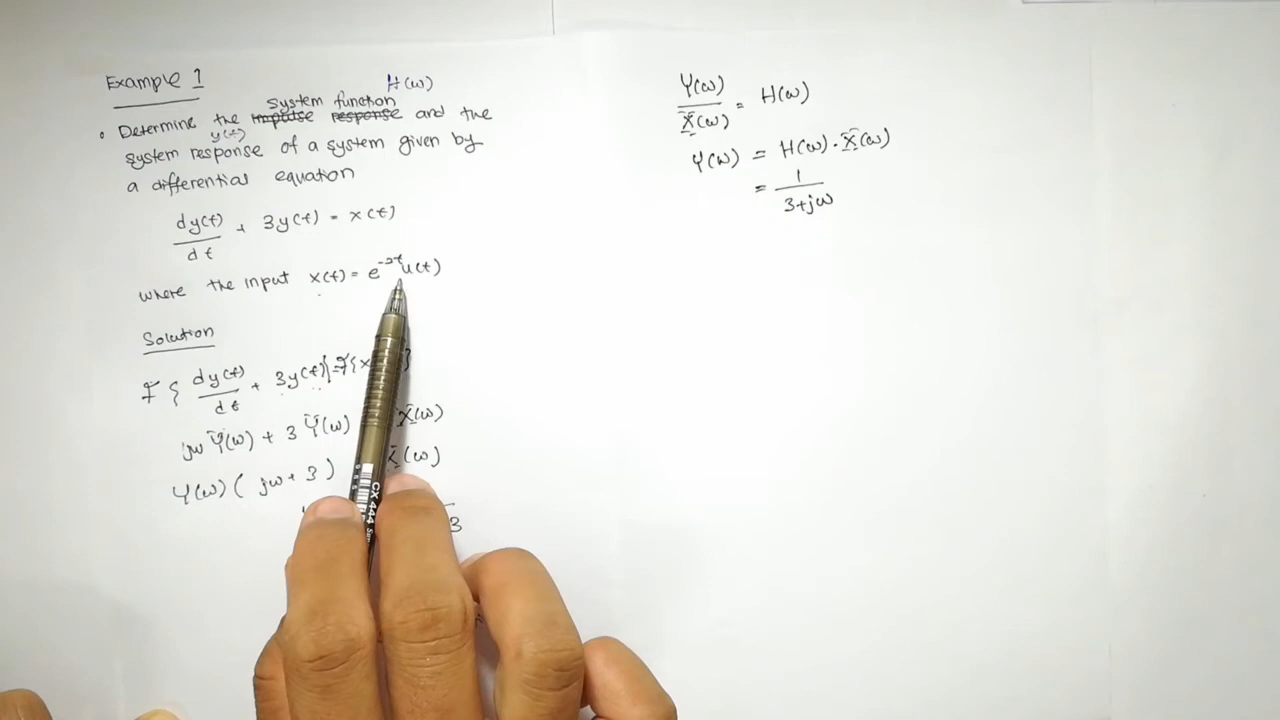 Example 1
H(ω)
system function
• Determine the impulse response and the
y(t)
system response of a system given by
a differential equation
dy(t)/dt + 3y(t) = x(t)
where the input x(t) = e^-2t u(t)
Solution
F { dy(t)/dt + 3y(t) } = F { x
jω Y(ω) + 3 Y(ω) X(ω)
Y(ω) ( jω + 3 ) X(ω)
3
Y(ω)/X(ω) = H(ω)
Y(ω) = H(ω) · X(ω)
= 1/(3+jω)
CX 444